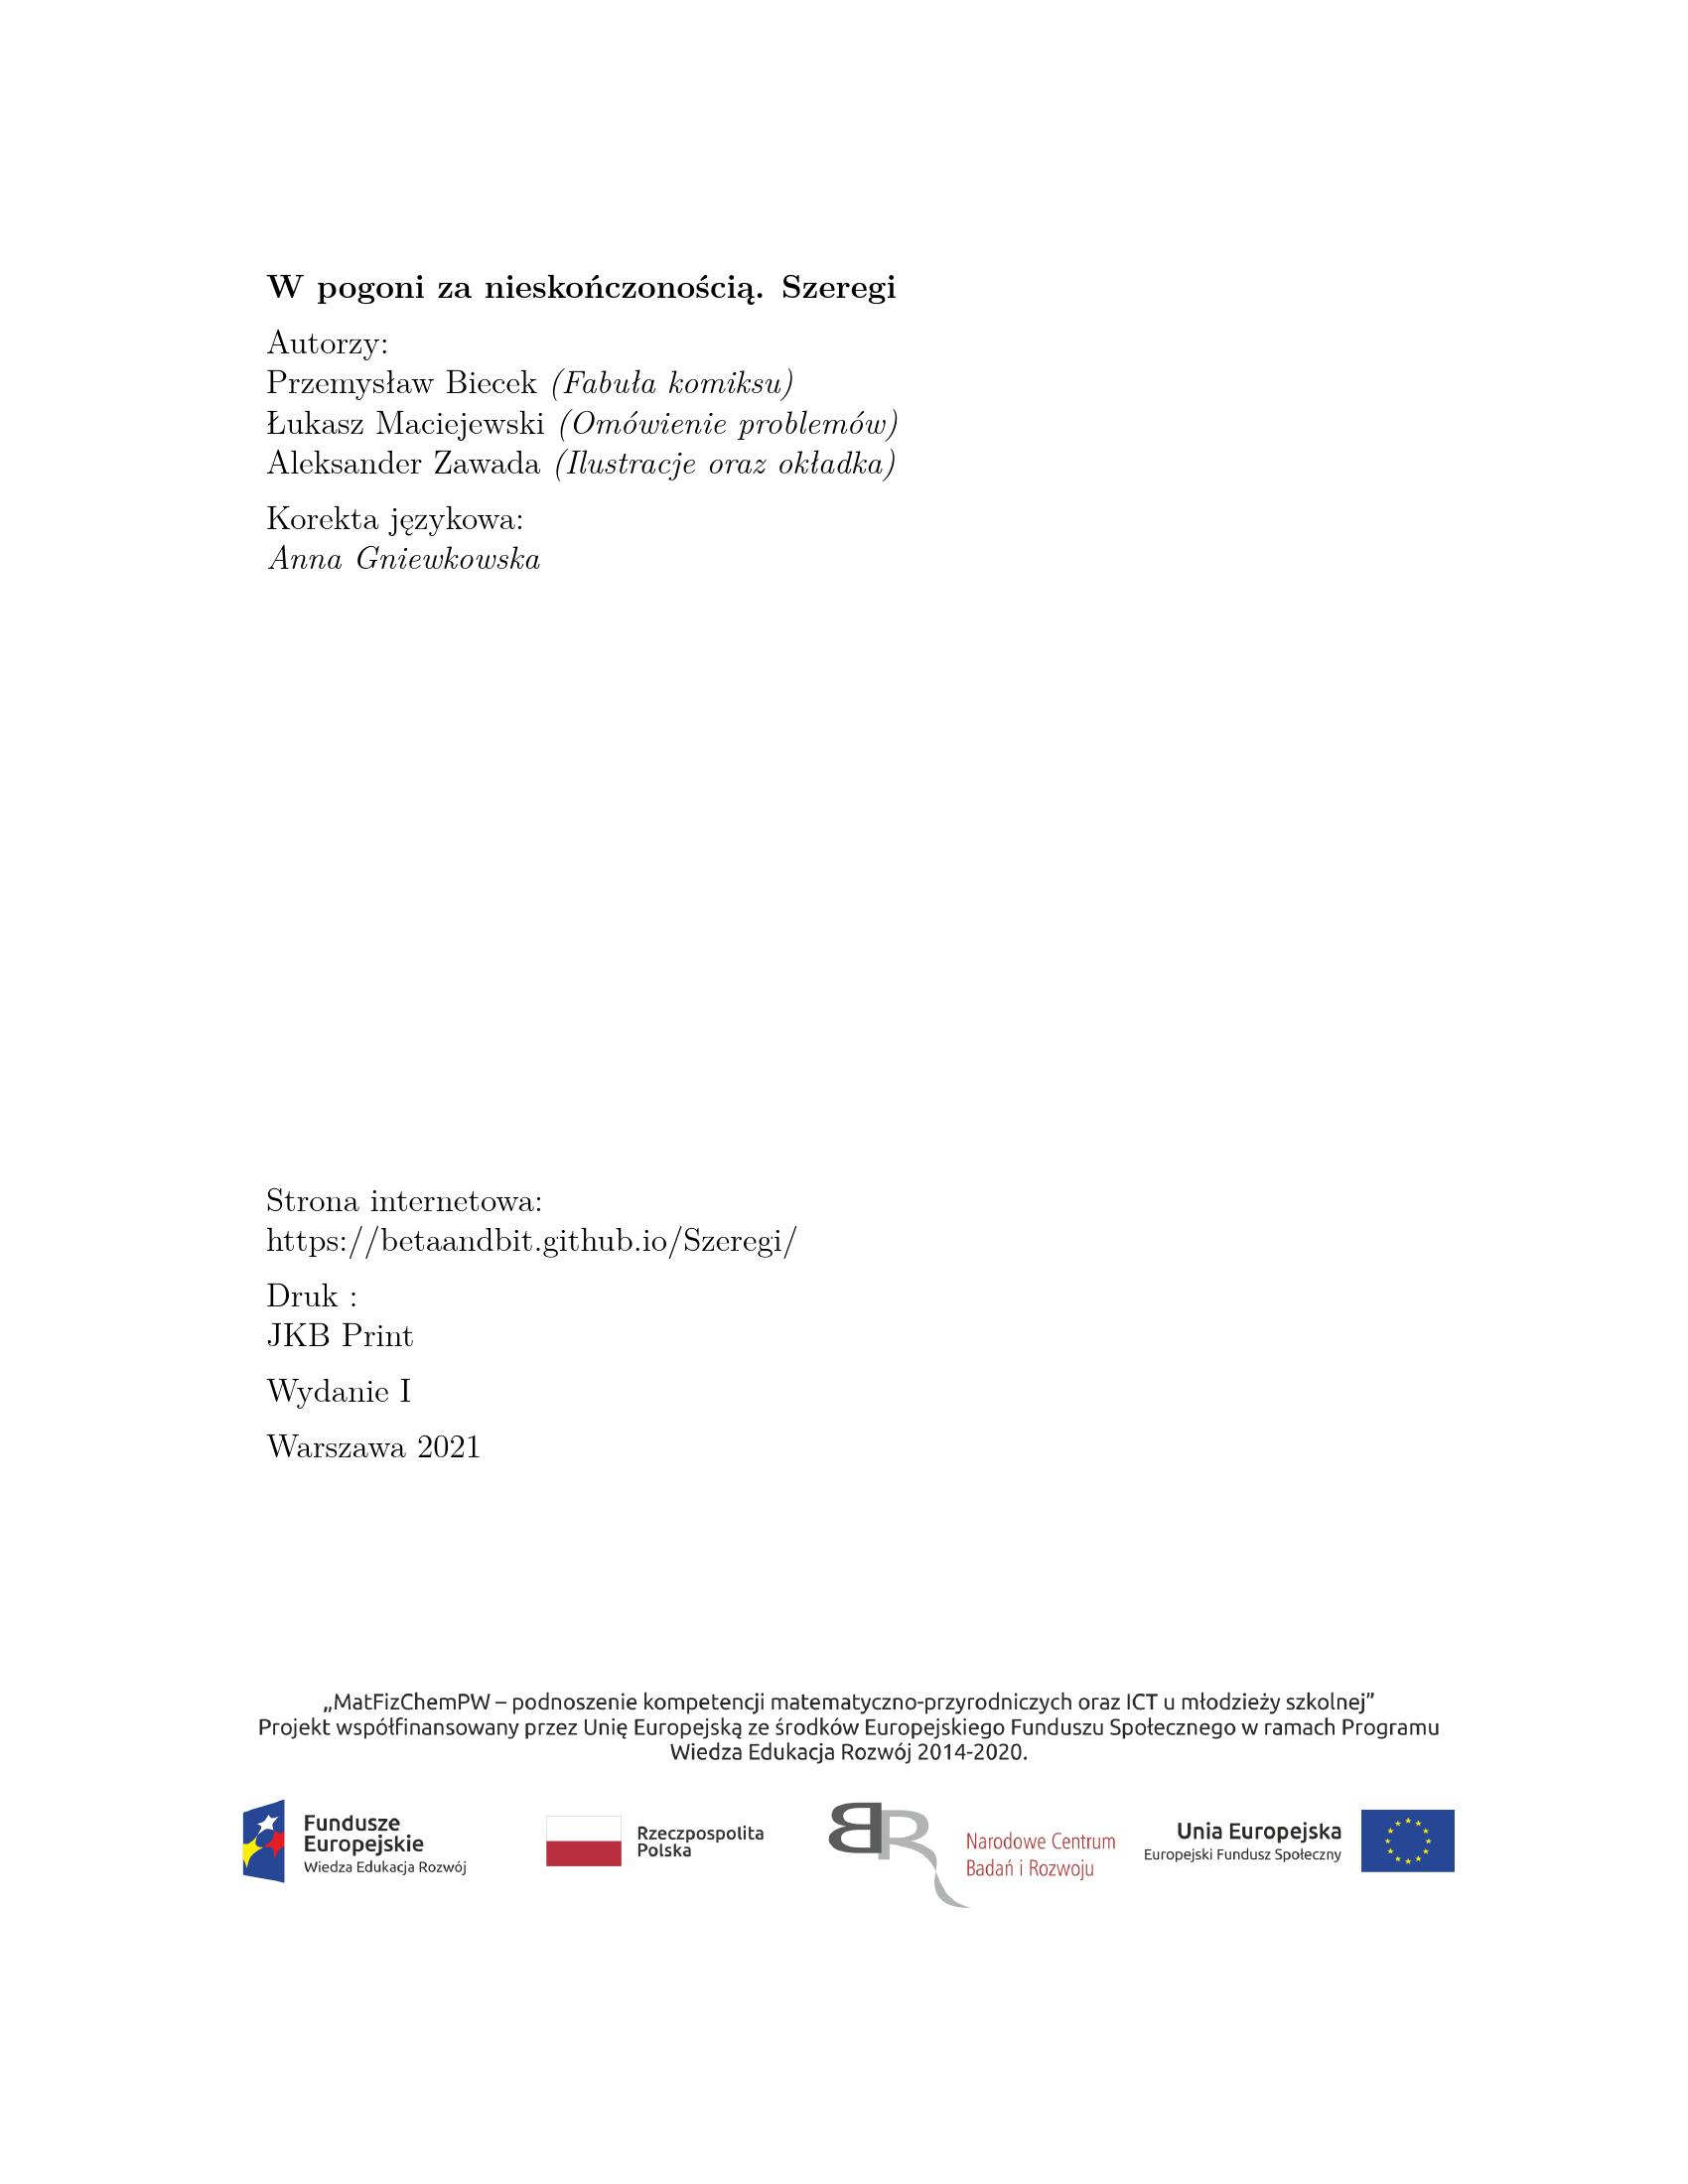 W pogoni za nieskończonością. Szeregi
Autorzy:
Przemysław Biecek (Fabuła komiksu)
Łukasz Maciejewski (Omówienie problemów)
Aleksander Zawada (Ilustracje oraz okładka)
Korekta językowa:
Anna Gniewkowska
Strona internetowa:
https://betaandbit.github.io/Szeregi/
Druk :
JKB Print
Wydanie I
Warszawa 2021
„MatFizChemPW – podnoszenie kompetencji matematyczno-przyrodniczych oraz ICT u młodzieży szkolnej”
Projekt współfinansowany przez Unię Europejską ze środków Europejskiego Funduszu Społecznego w ramach Programu
Wiedza Edukacja Rozwój 2014-2020.
Fundusze
Europejskie
Wiedza Edukacja Rozwój
Rzeczpospolita
Polska
BR
Narodowe Centrum
Badań i Rozwoju
Unia Europejska
Europejski Fundusz Społeczny